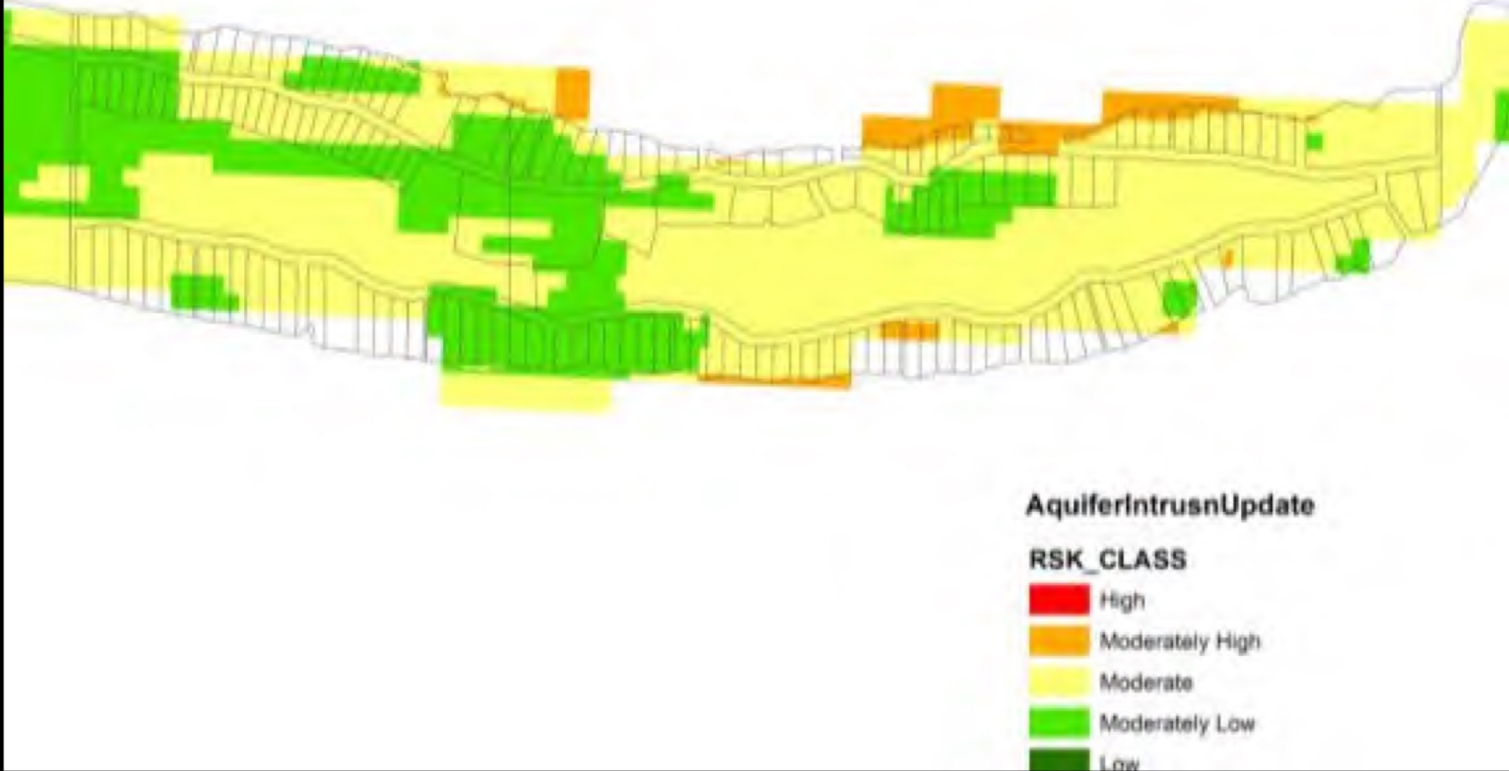 AquiferIntrusnUpdate
RSK_CLASS
High
Moderately High
Moderate
Moderately Low
Low